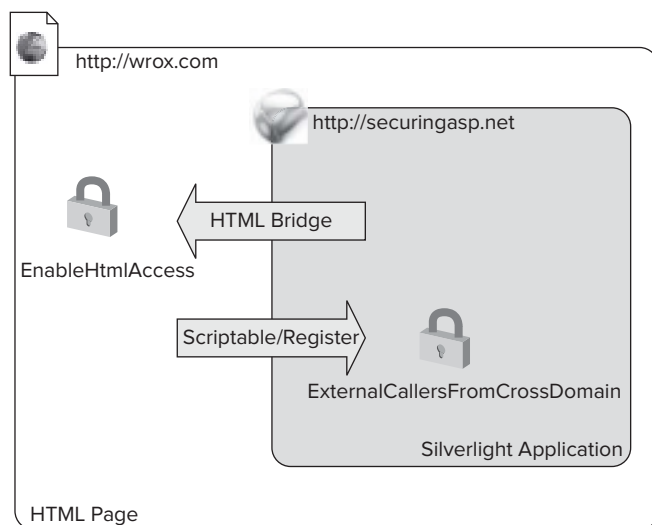 http://wrox.com
http://securingasp.net
HTML Bridge
EnableHtmlAccess
Scriptable/Register
ExternalCallersFromCrossDomain
Silverlight Application
HTML Page